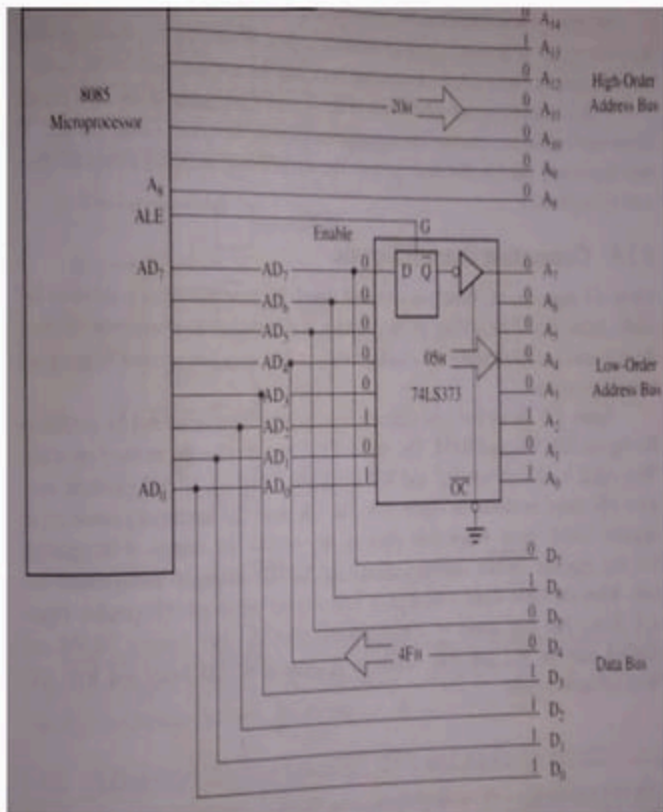 0 A14
1 A13
0 A12
High-Order
Address Bus
8085
Microprocessor
20H
0 A11
0 A10
0 A9
A8
0 A8
ALE
G
Enable
AD7 AD7 0 D Q̅ 0 A7
AD6 0 0 A6
AD5 0 0 A5
AD4 0 05H 0 A4
Low-Order
Address Bus
AD3 0 74LS373 0 A3
AD2 1 1 A2
AD1 0 0 A1
AD0 AD0 1 1 A0
O̅C̅
0 D7
1 D6
0 D5
4FH 0 D4
Data Bus
1 D3
1 D2
1 D1
1 D0